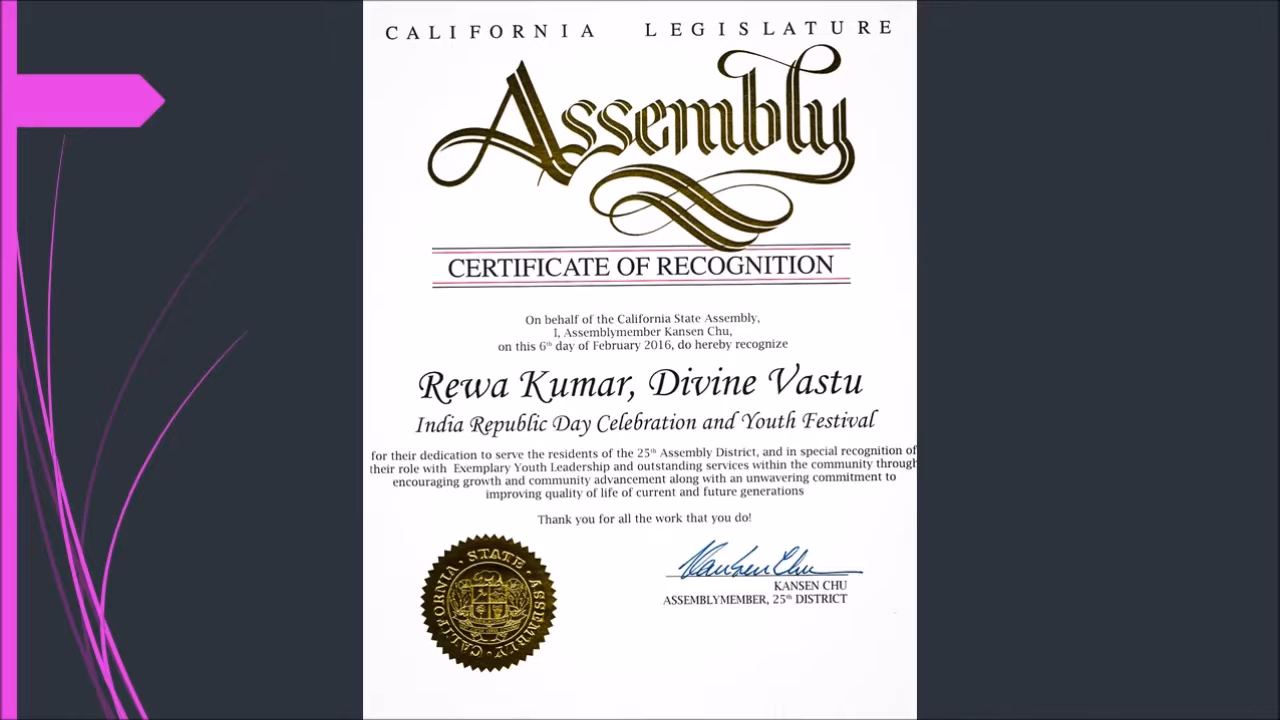 CALIFORNIA LEGISLATURE
Assembly
CERTIFICATE OF RECOGNITION
On behalf of the California State Assembly,
I, Assemblymember Kansen Chu,
on this 6th day of February 2016, do hereby recognize
Rewa Kumar, Divine Vastu
India Republic Day Celebration and Youth Festival
for their dedication to serve the residents of the 25th Assembly District, and in special recognition of
their role with Exemplary Youth Leadership and outstanding services within the community through
encouraging growth and community advancement along with an unwavering commitment to
improving quality of life of current and future generations
Thank you for all the work that you do!
Kansen Chu
KANSEN CHU
ASSEMBLYMEMBER, 25th DISTRICT
CALIFORNIA · STATE · ASSEMBLY ·